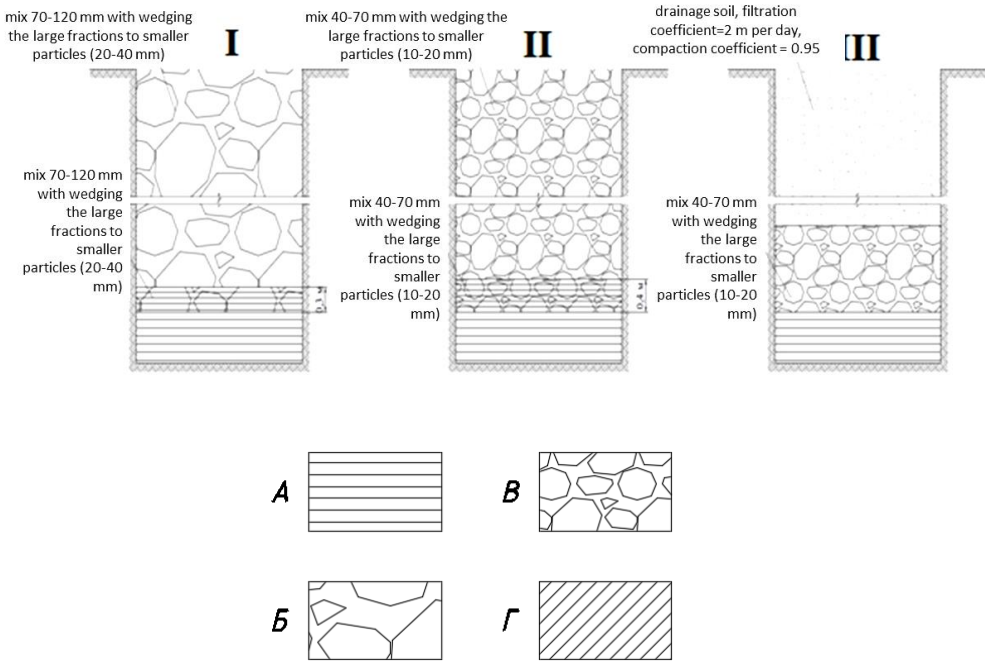 mix 70-120 mm with wedging
the large fractions to smaller
particles (20-40 mm)
I
mix 40-70 mm with wedging the
large fractions to smaller
particles (10-20 mm)
II
drainage soil, filtration
coefficient=2 m per day,
compaction coefficient = 0.95
III
mix 70-120 mm
with wedging
the large
fractions to
smaller
particles (20-40
mm)
mix 40-70 mm
with wedging
the large
fractions to
smaller
particles (10-20
mm)
0.4 м
mix 40-70 mm
with wedging
the large
fractions to
smaller
particles (10-20
mm)
А
В
Б
Г